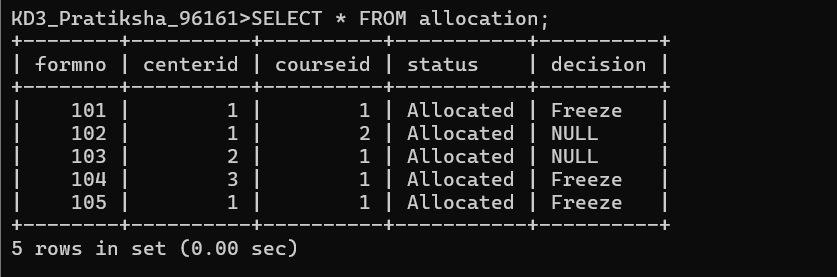 KD3_Pratiksha_96161>SELECT * FROM allocation;
+--------+----------+----------+-----------+----------+
| formno | centerid | courseid | status    | decision |
+--------+----------+----------+-----------+----------+
|    101 |        1 |        1 | Allocated | Freeze   |
|    102 |        1 |        2 | Allocated | NULL     |
|    103 |        2 |        1 | Allocated | NULL     |
|    104 |        3 |        1 | Allocated | Freeze   |
|    105 |        1 |        1 | Allocated | Freeze   |
+--------+----------+----------+-----------+----------+
5 rows in set (0.00 sec)